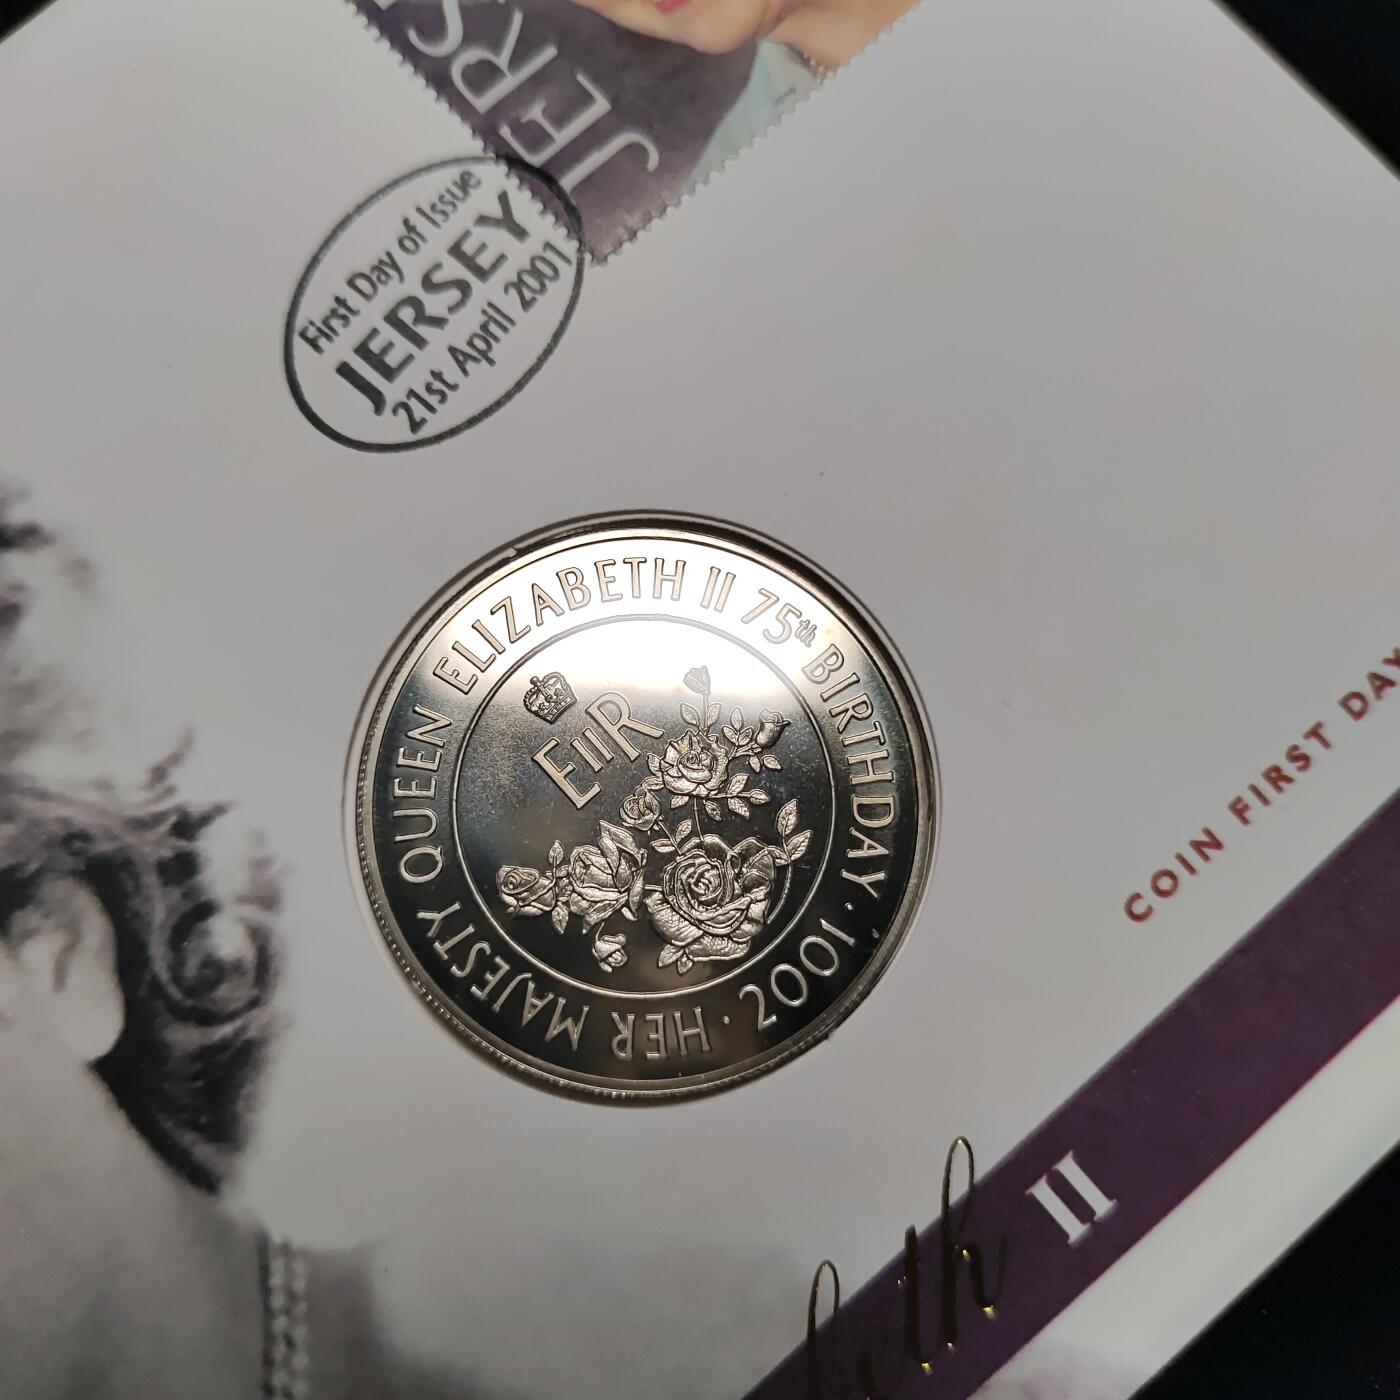 JERSEY
First Day of Issue
JERSEY
21st April 2001
HER MAJESTY QUEEN ELIZABETH II 75th BIRTHDAY · 2001 ·
EIIR
COIN FIRST DAY
II